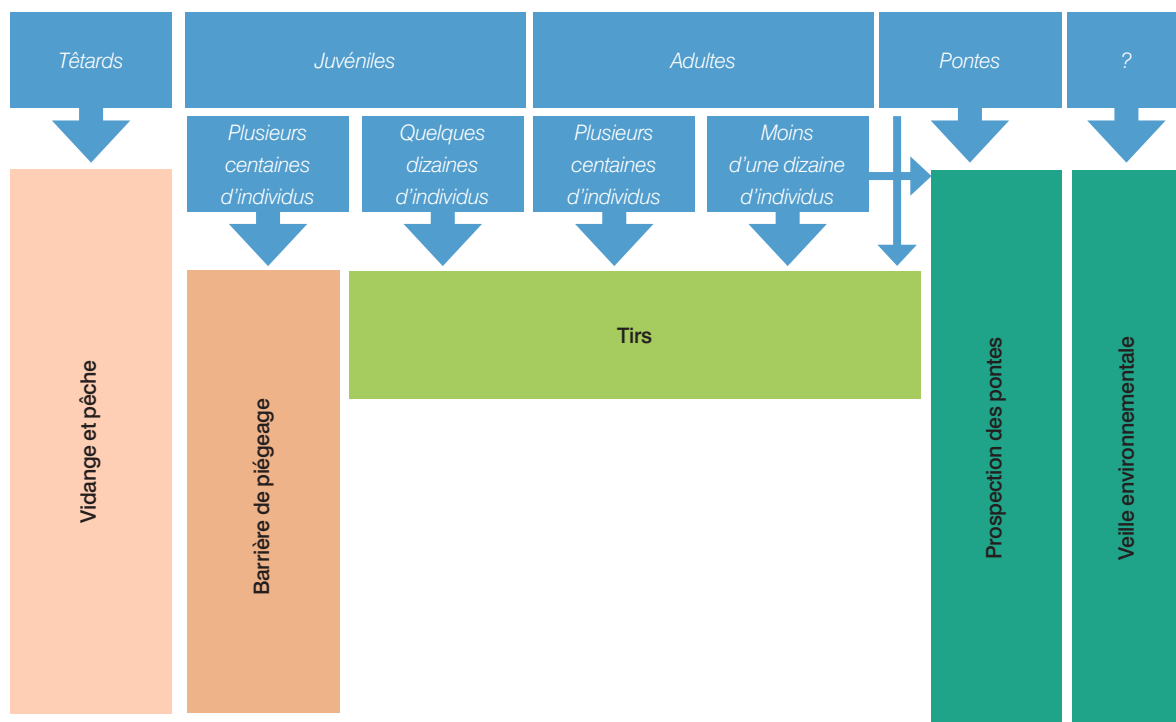 Têtards
Juvéniles
Adultes
Pontes
?
Plusieurs
centaines
d’individus
Quelques
dizaines
d’individus
Plusieurs
centaines
d’individus
Moins
d’une dizaine
d’individus
Vidange et pêche
Barrière de piégeage
Tirs
Prospection des pontes
Veille environnementale